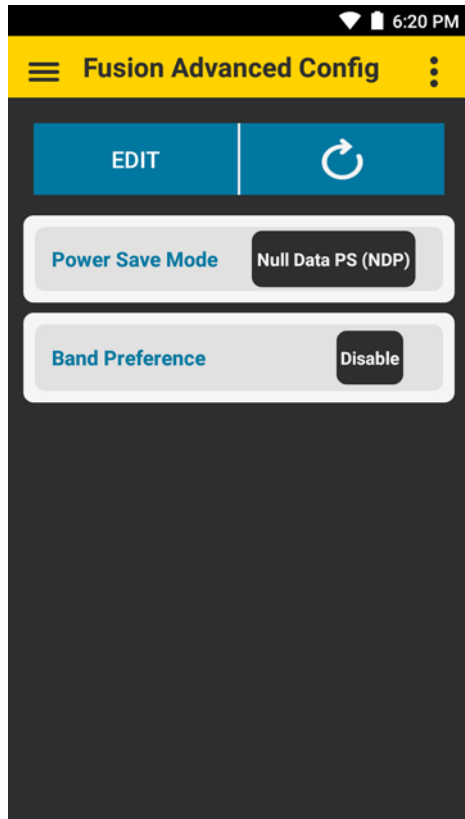 6:20 PM
Fusion Advanced Config
EDIT
Power Save Mode Null Data PS (NDP)
Band Preference Disable